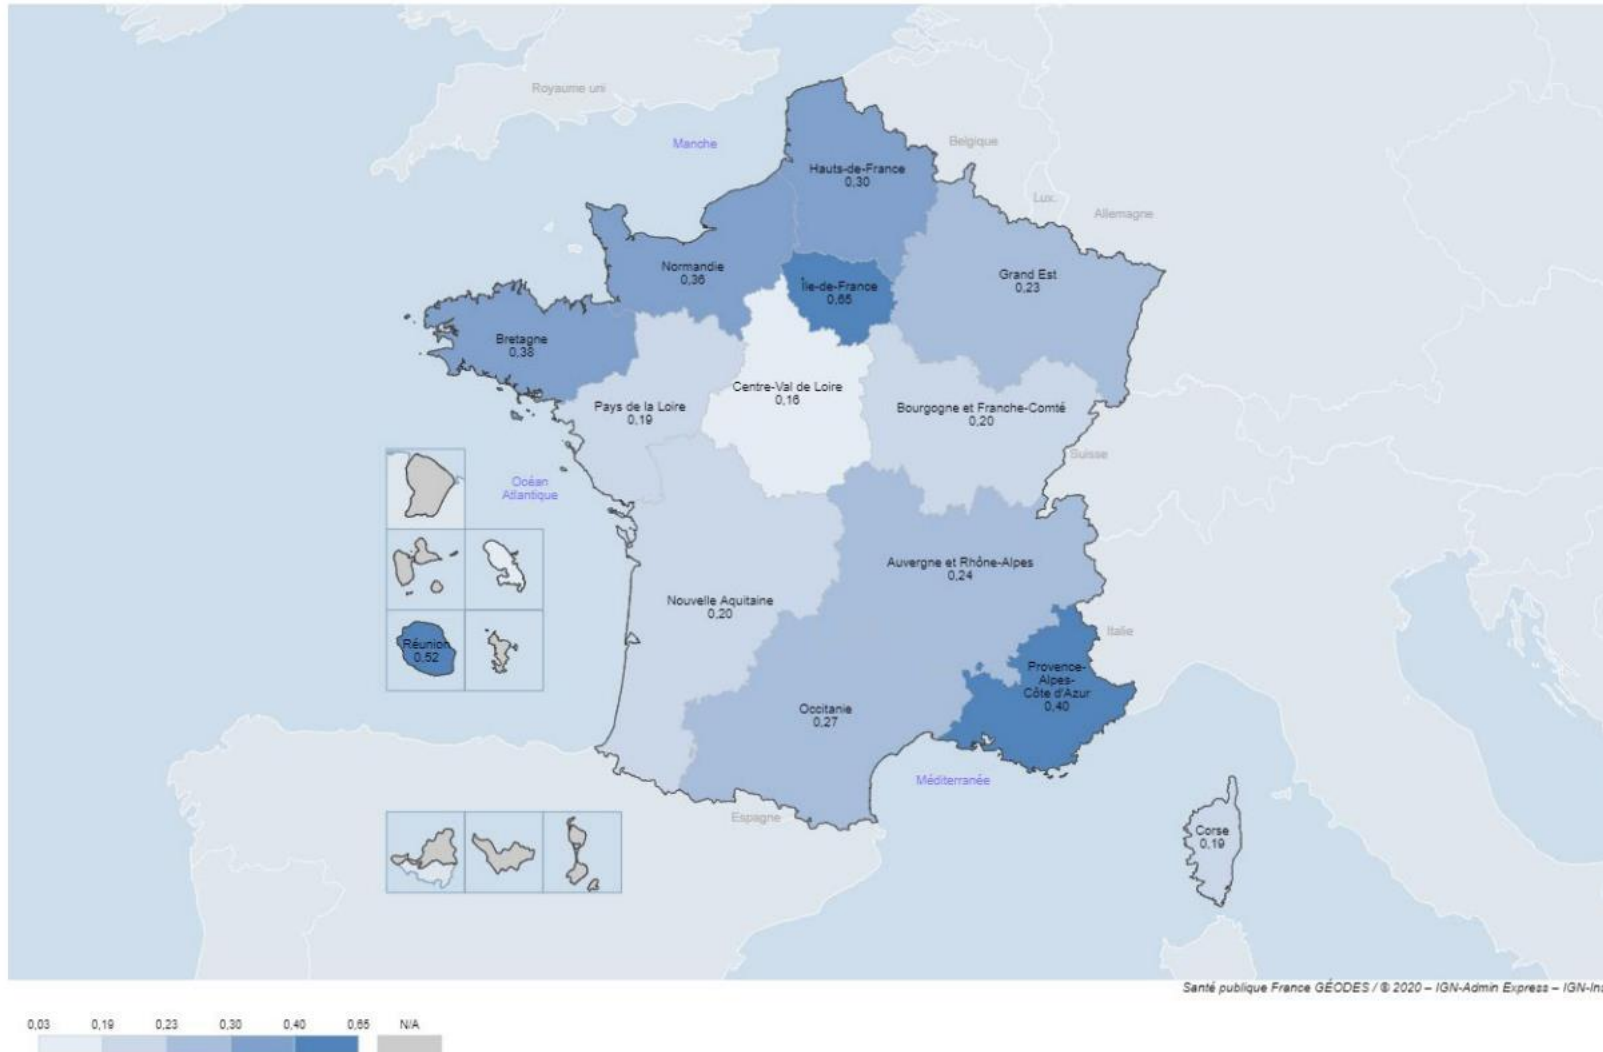 Royaume uni
Manche
Belgique
Hauts-de-France
0,30
Lux.
Allemagne
Normandie
0,36
Île-de-France
0,65
Grand Est
0,23
Bretagne
0,38
Centre-Val de Loire
0,16
Pays de la Loire
0,19
Bourgogne et Franche-Comté
0,20
Suisse
Océan
Atlantique
Auvergne et Rhône-Alpes
0,24
Nouvelle Aquitaine
0,20
Italie
Réunion
0,52
Provence-
Alpes-
Côte d'Azur
0,40
Occitanie
0,27
Méditerranée
Espagne
Corse
0,19
Santé publique France GÉODES / © 2020 – IGN-Admin Express – IGN-Ins
0,03 0,19 0,23 0,30 0,40 0,65 N/A